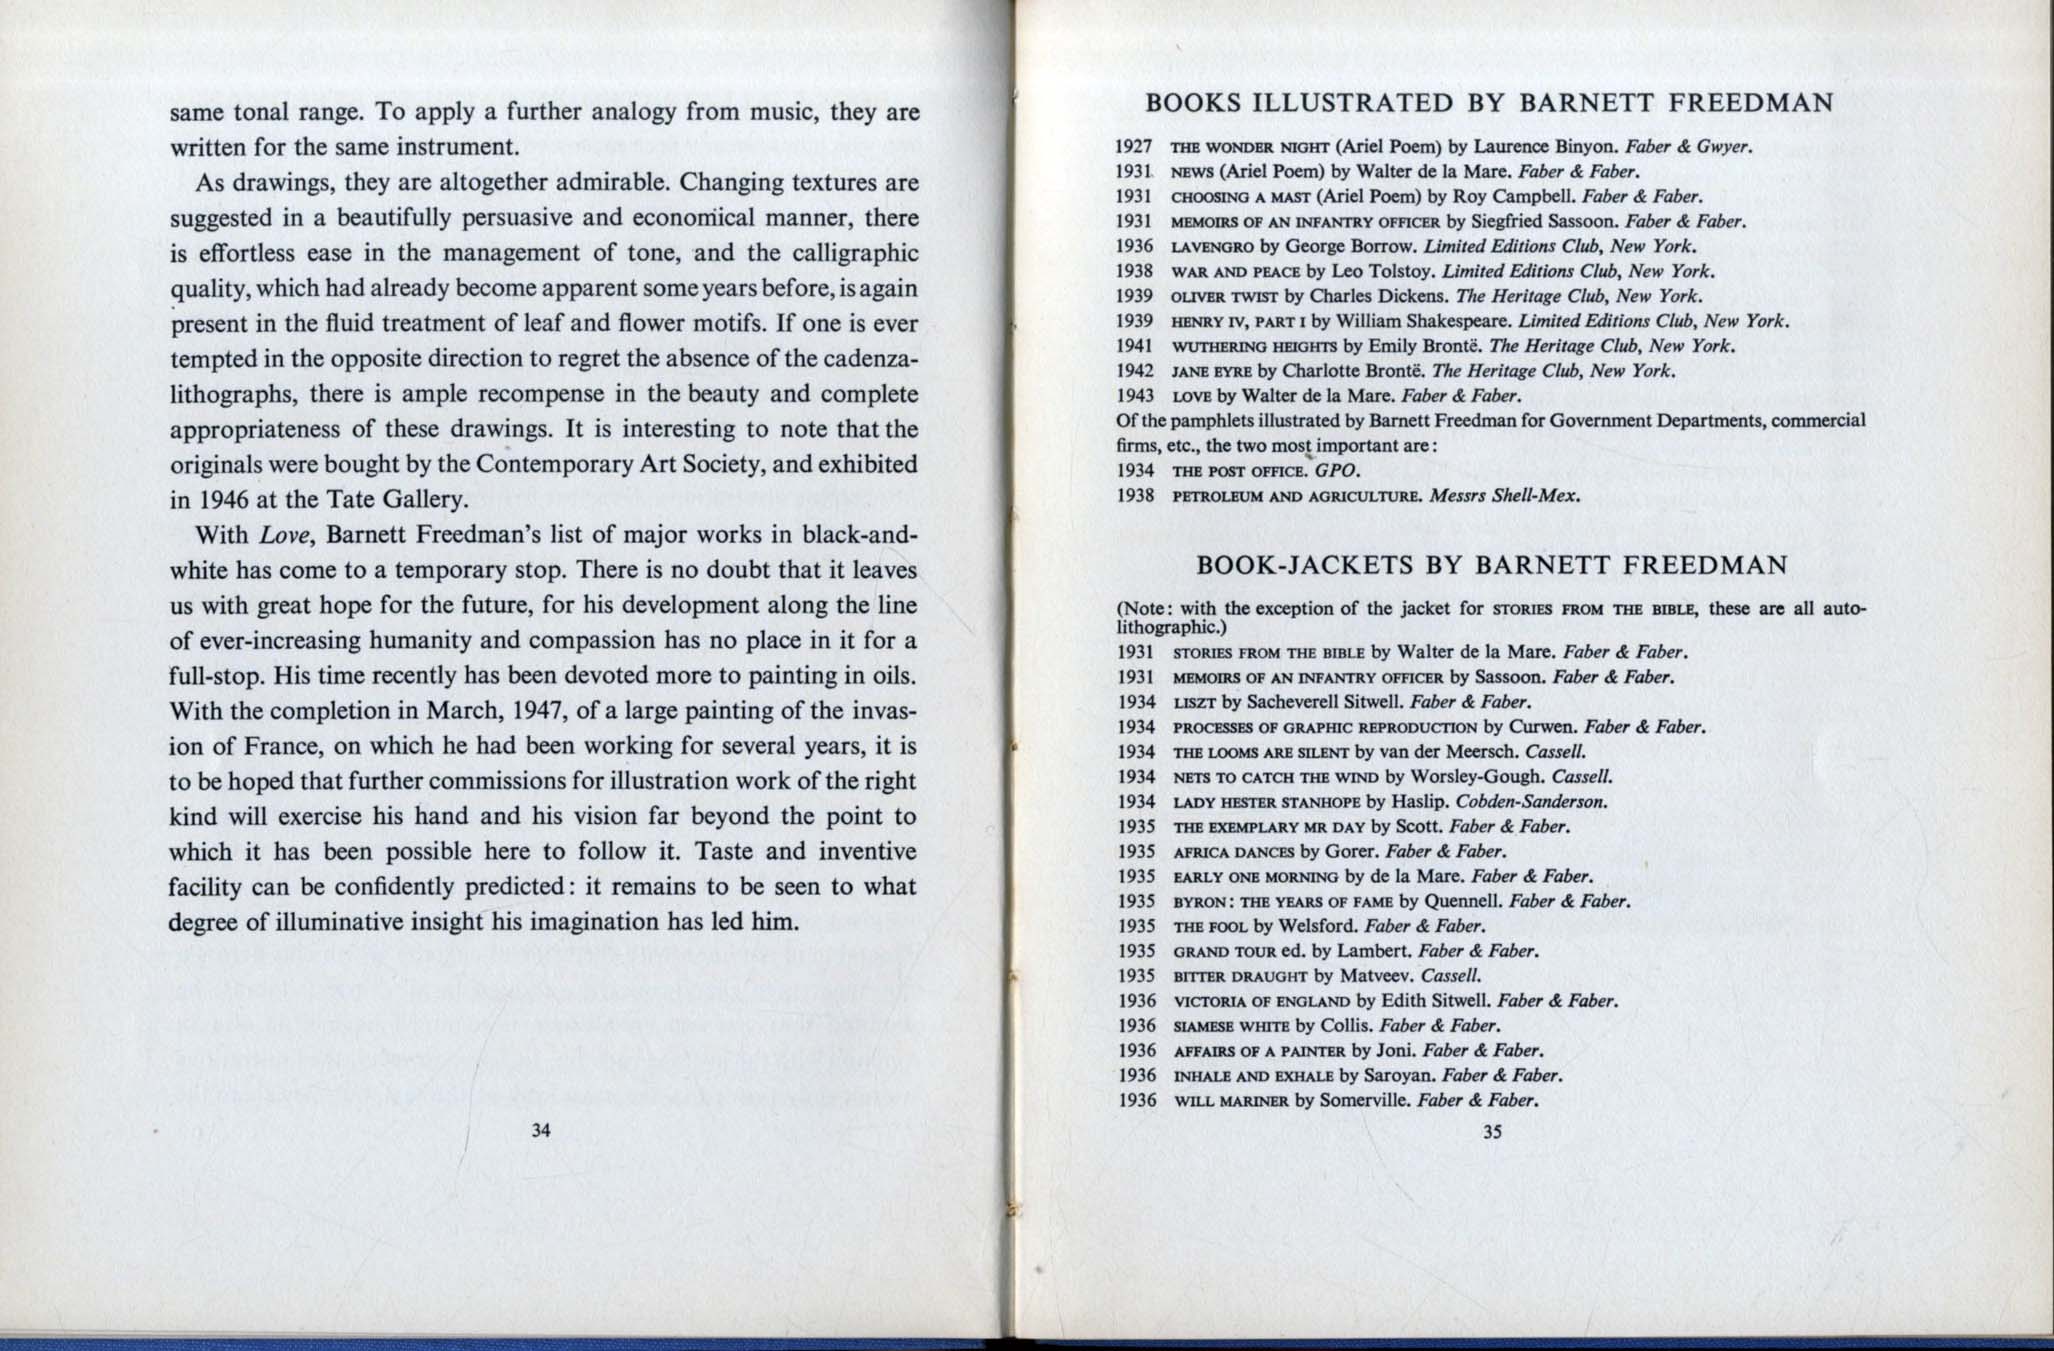 same tonal range. To apply a further analogy from music, they are
written for the same instrument.
As drawings, they are altogether admirable. Changing textures are
suggested in a beautifully persuasive and economical manner, there
is effortless ease in the management of tone, and the calligraphic
quality, which had already become apparent some years before, is again
present in the fluid treatment of leaf and flower motifs. If one is ever
tempted in the opposite direction to regret the absence of the cadenza-
lithographs, there is ample recompense in the beauty and complete
appropriateness of these drawings. It is interesting to note that the
originals were bought by the Contemporary Art Society, and exhibited
in 1946 at the Tate Gallery.
With Love, Barnett Freedman's list of major works in black-and-
white has come to a temporary stop. There is no doubt that it leaves
us with great hope for the future, for his development along the line
of ever-increasing humanity and compassion has no place in it for a
full-stop. His time recently has been devoted more to painting in oils.
With the completion in March, 1947, of a large painting of the invas-
ion of France, on which he had been working for several years, it is
to be hoped that further commissions for illustration work of the right
kind will exercise his hand and his vision far beyond the point to
which it has been possible here to follow it. Taste and inventive
facility can be confidently predicted: it remains to be seen to what
degree of illuminative insight his imagination has led him.
34
BOOKS ILLUSTRATED BY BARNETT FREEDMAN
1927 THE WONDER NIGHT (Ariel Poem) by Laurence Binyon. Faber & Gwyer.
1931 NEWS (Ariel Poem) by Walter de la Mare. Faber & Faber.
1931 CHOOSING A MAST (Ariel Poem) by Roy Campbell. Faber & Faber.
1931 MEMOIRS OF AN INFANTRY OFFICER by Siegfried Sassoon. Faber & Faber.
1936 LAVENGRO by George Borrow. Limited Editions Club, New York.
1938 WAR AND PEACE by Leo Tolstoy. Limited Editions Club, New York.
1939 OLIVER TWIST by Charles Dickens. The Heritage Club, New York.
1939 HENRY IV, PART I by William Shakespeare. Limited Editions Club, New York.
1941 WUTHERING HEIGHTS by Emily Brontë. The Heritage Club, New York.
1942 JANE EYRE by Charlotte Brontë. The Heritage Club, New York.
1943 LOVE by Walter de la Mare. Faber & Faber.
Of the pamphlets illustrated by Barnett Freedman for Government Departments, commercial
firms, etc., the two most important are:
1934 THE POST OFFICE. GPO.
1938 PETROLEUM AND AGRICULTURE. Messrs Shell-Mex.
BOOK-JACKETS BY BARNETT FREEDMAN
(Note: with the exception of the jacket for STORIES FROM THE BIBLE, these are all auto-
lithographic.)
1931 STORIES FROM THE BIBLE by Walter de la Mare. Faber & Faber.
1931 MEMOIRS OF AN INFANTRY OFFICER by Sassoon. Faber & Faber.
1934 LISZT by Sacheverell Sitwell. Faber & Faber.
1934 PROCESSES OF GRAPHIC REPRODUCTION by Curwen. Faber & Faber.
1934 THE LOOMS ARE SILENT by van der Meersch. Cassell.
1934 NETS TO CATCH THE WIND by Worsley-Gough. Cassell.
1934 LADY HESTER STANHOPE by Haslip. Cobden-Sanderson.
1935 THE EXEMPLARY MR DAY by Scott. Faber & Faber.
1935 AFRICA DANCES by Gorer. Faber & Faber.
1935 EARLY ONE MORNING by de la Mare. Faber & Faber.
1935 BYRON: THE YEARS OF FAME by Quennell. Faber & Faber.
1935 THE FOOL by Welsford. Faber & Faber.
1935 GRAND TOUR ed. by Lambert. Faber & Faber.
1935 BITTER DRAUGHT by Matveev. Cassell.
1936 VICTORIA OF ENGLAND by Edith Sitwell. Faber & Faber.
1936 SIAMESE WHITE by Collis. Faber & Faber.
1936 AFFAIRS OF A PAINTER by Joni. Faber & Faber.
1936 INHALE AND EXHALE by Saroyan. Faber & Faber.
1936 WILL MARINER by Somerville. Faber & Faber.
35